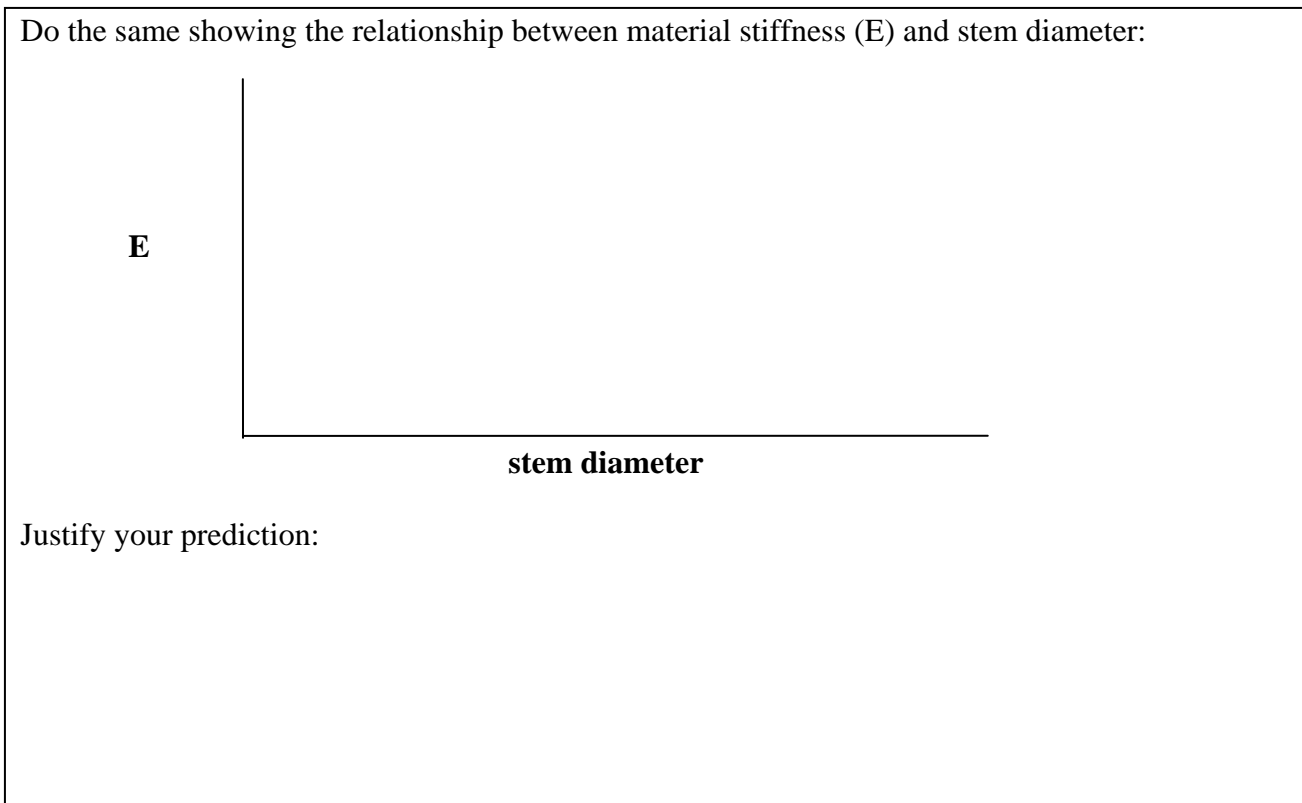 Do the same showing the relationship between material stiffness (E) and stem diameter:
E
stem diameter
Justify your prediction: